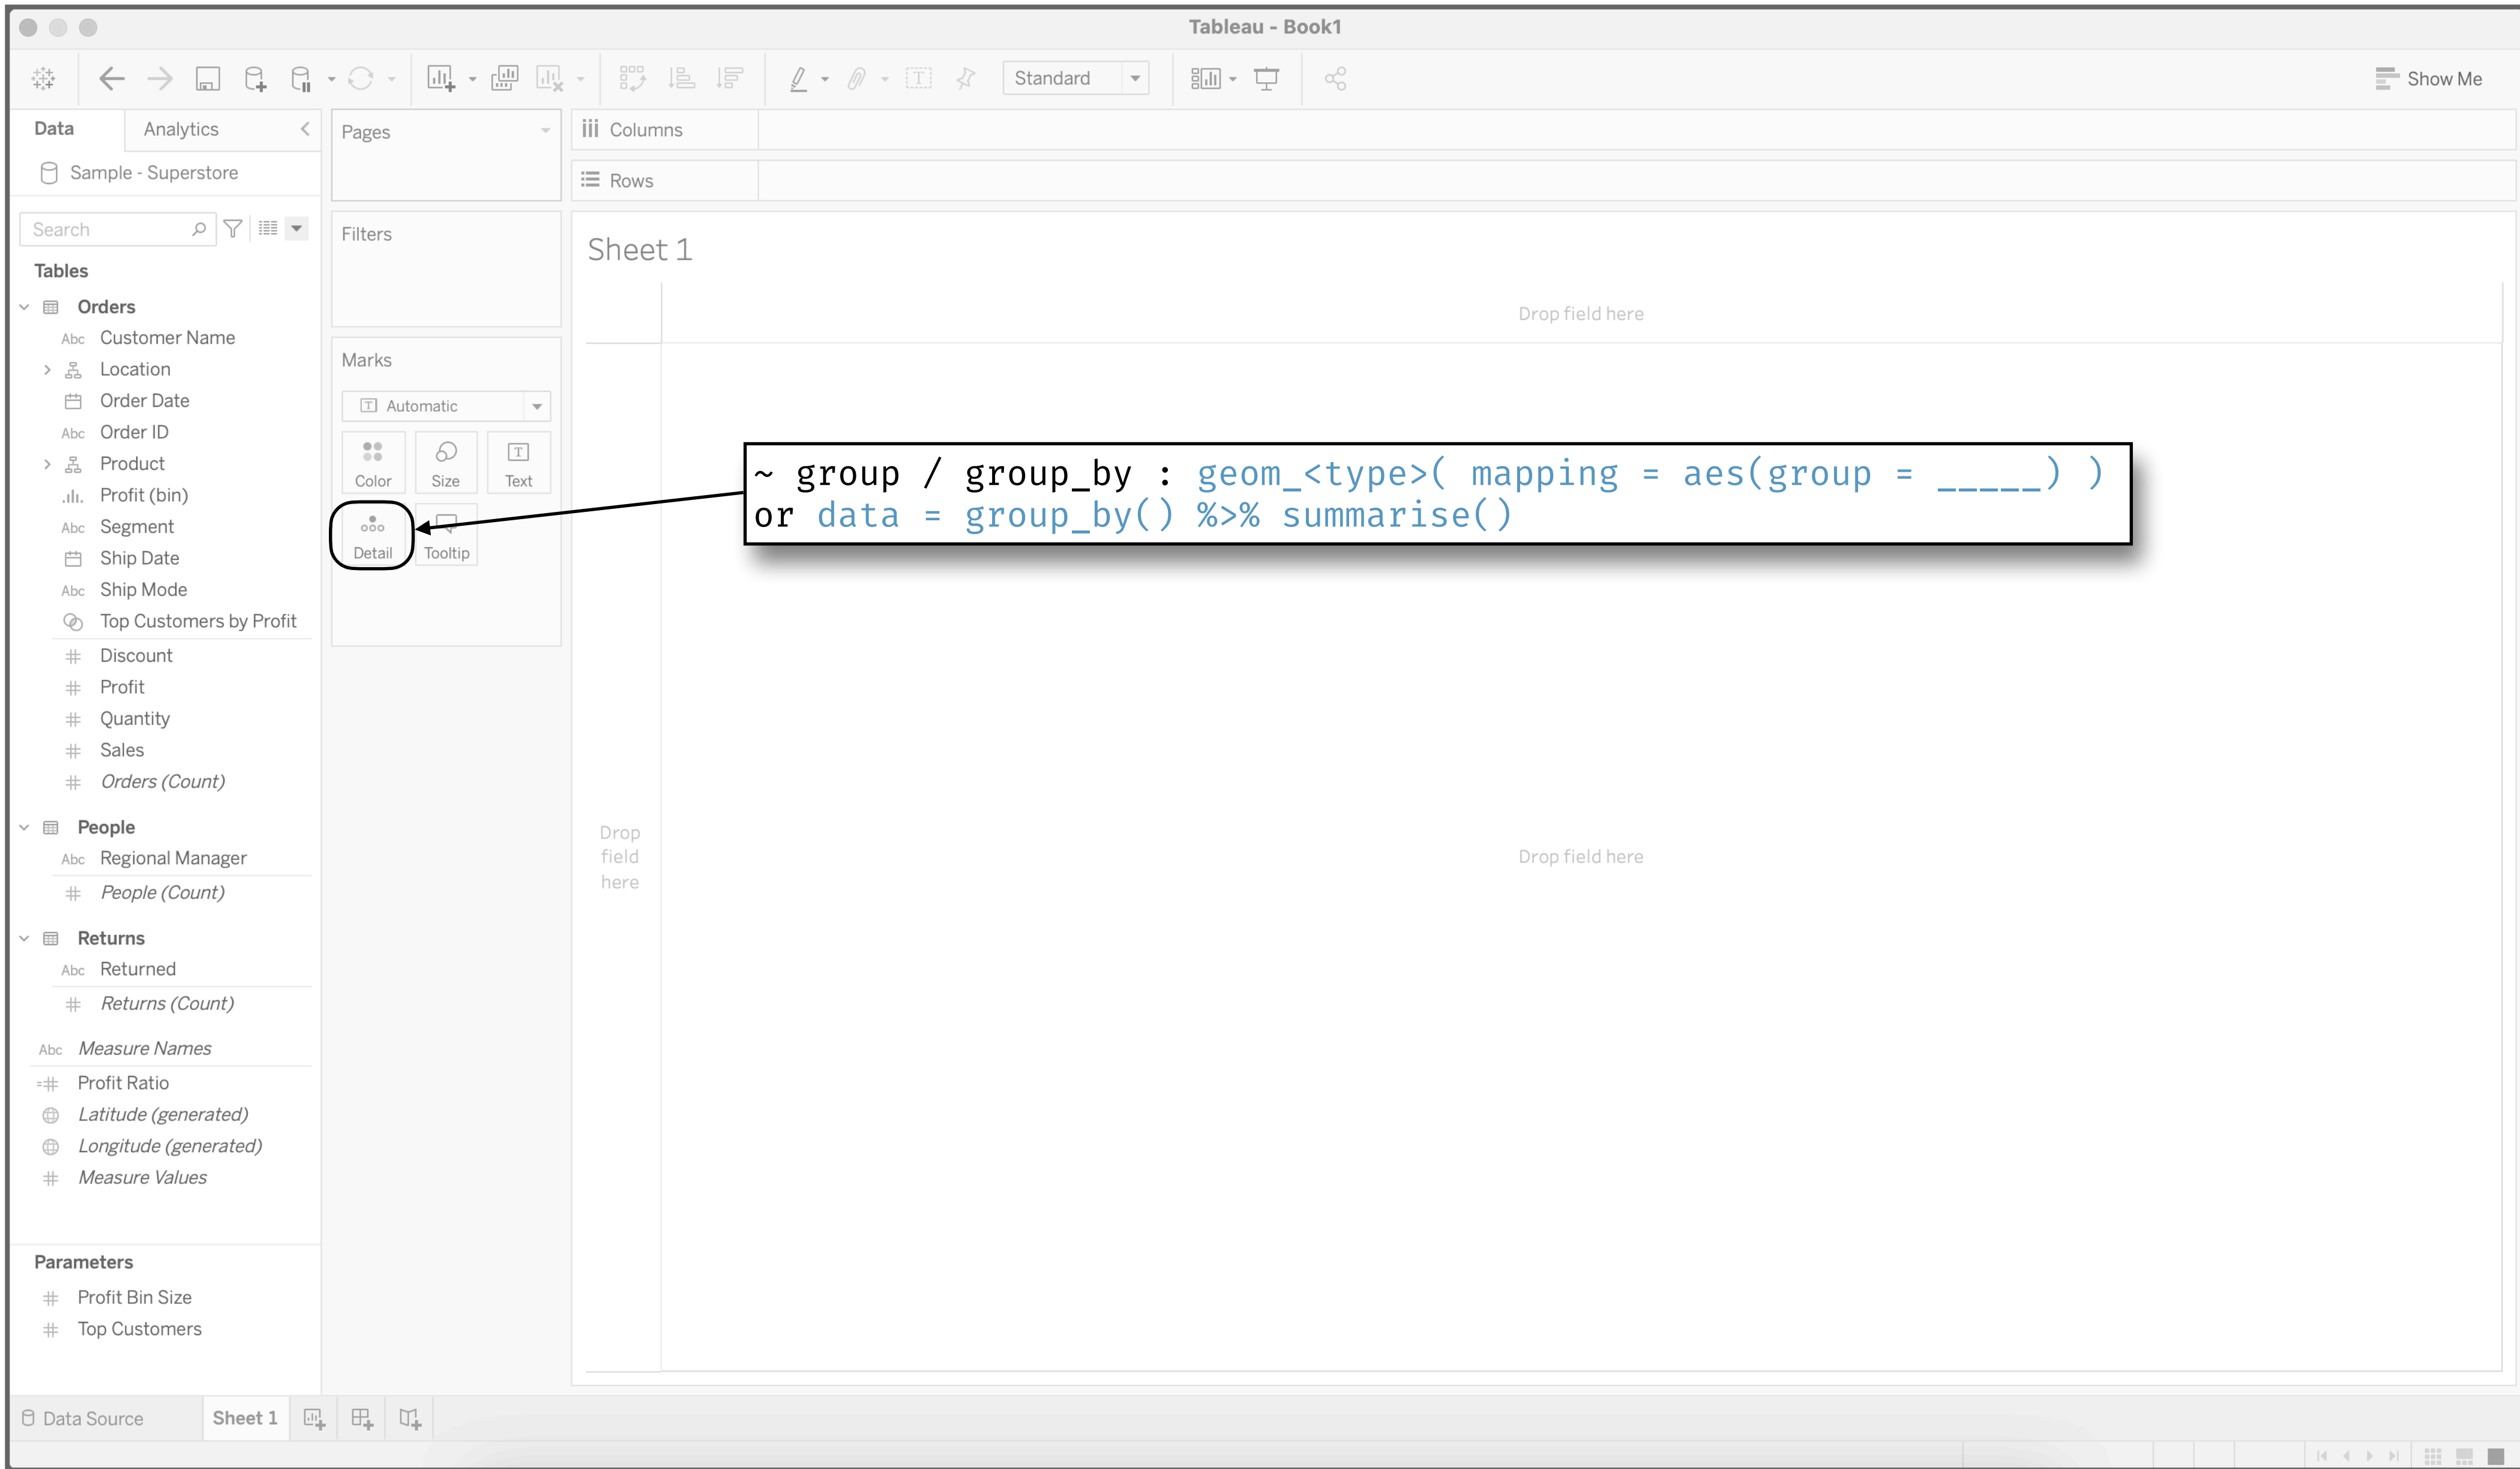 Tableau - Book1
Standard
Show Me
Data
Analytics
Pages
Columns
Sample - Superstore
Rows
Search
Filters
Sheet 1
Tables
Orders
Drop field here
Abc Customer Name
Location
Order Date
Abc Order ID
Product
Profit (bin)
Abc Segment
Ship Date
Abc Ship Mode
Top Customers by Profit
# Discount
# Profit
# Quantity
# Sales
# Orders (Count)
People
Abc Regional Manager
# People (Count)
Returns
Abc Returned
# Returns (Count)
Abc Measure Names
=# Profit Ratio
Latitude (generated)
Longitude (generated)
# Measure Values
Parameters
# Profit Bin Size
# Top Customers
Marks
T Automatic
Color
Size
T
Text
Detail
Tooltip
~ group / group_by : geom_<type>( mapping = aes(group = _____) )
or data = group_by() %>% summarise()
Drop
field
here
Drop field here
Data Source
Sheet 1